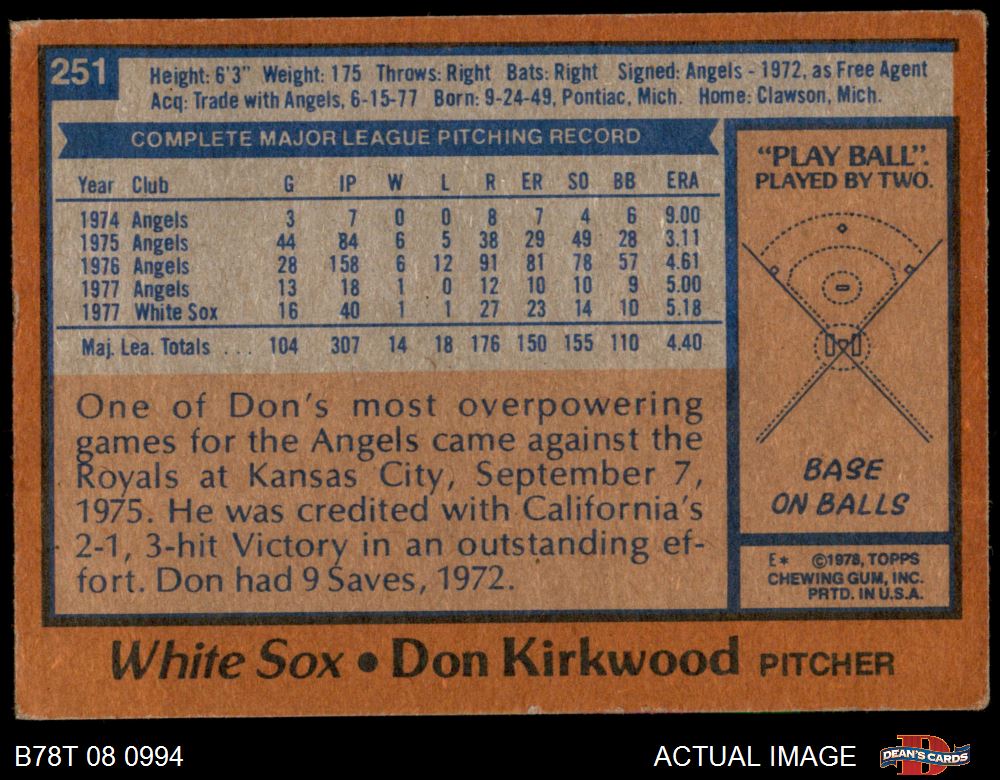 251
Height: 6'3" Weight: 175 Throws: Right Bats: Right Signed: Angels - 1972, as Free Agent
Acq: Trade with Angels, 6-15-77 Born: 9-24-49, Pontiac, Mich. Home: Clawson, Mich.
COMPLETE MAJOR LEAGUE PITCHING RECORD
Year Club G IP W L R ER SO BB ERA
1974 Angels 3 7 0 0 8 7 4 6 9.00
1975 Angels 44 84 6 5 38 29 49 28 3.11
1976 Angels 28 158 6 12 91 81 78 57 4.61
1977 Angels 13 18 1 0 12 10 10 9 5.00
1977 White Sox 16 40 1 1 27 23 14 10 5.18
Maj. Lea. Totals . . . 104 307 14 18 176 150 155 110 4.40
One of Don's most overpowering
games for the Angels came against the
Royals at Kansas City, September 7,
1975. He was credited with California's
2-1, 3-hit Victory in an outstanding ef-
fort. Don had 9 Saves, 1972.
"PLAY BALL".
PLAYED BY TWO.
BASE
ON BALLS
E* ©1978, TOPPS
CHEWING GUM, INC.
PRTD. IN U.S.A.
White Sox • Don Kirkwood PITCHER
B78T 08 0994
ACTUAL IMAGE
D
DEAN'S CARDS